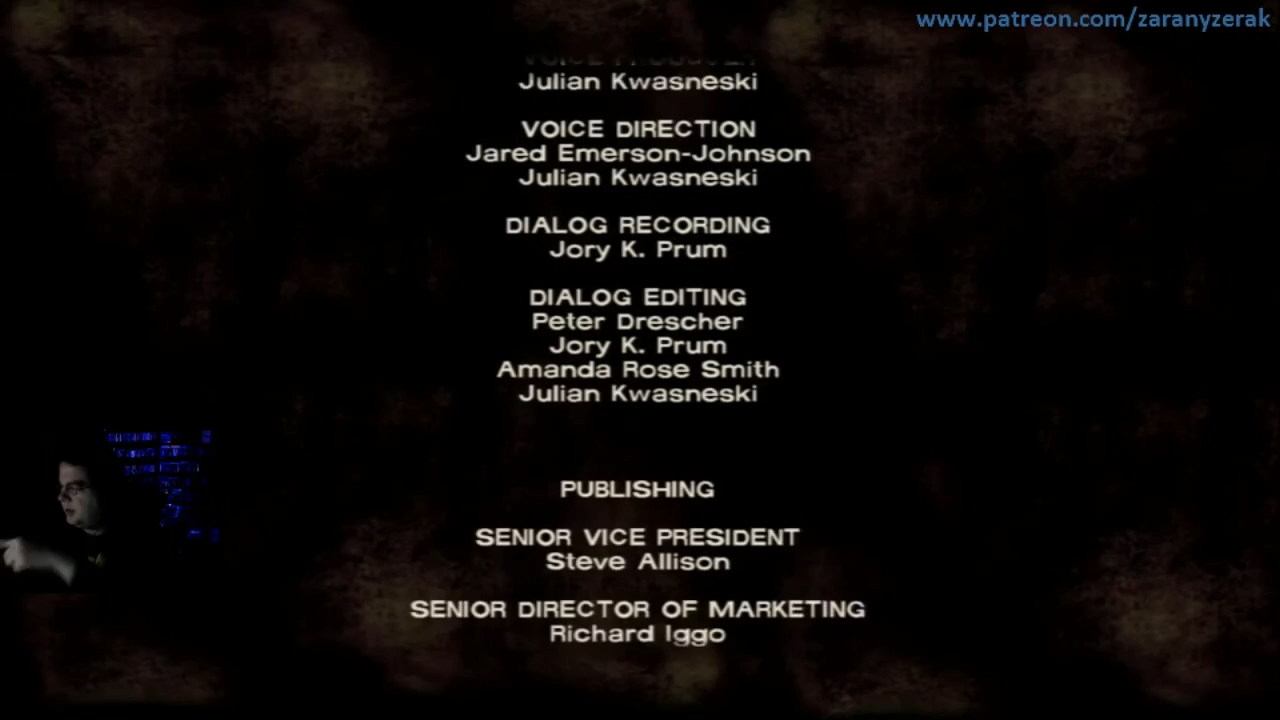 www.patreon.com/zaranyzerak
Julian Kwasneski
VOICE DIRECTION
Jared Emerson-Johnson
Julian Kwasneski
DIALOG RECORDING
Jory K. Prum
DIALOG EDITING
Peter Drescher
Jory K. Prum
Amanda Rose Smith
Julian Kwasneski
PUBLISHING
SENIOR VICE PRESIDENT
Steve Allison
SENIOR DIRECTOR OF MARKETING
Richard Iggo